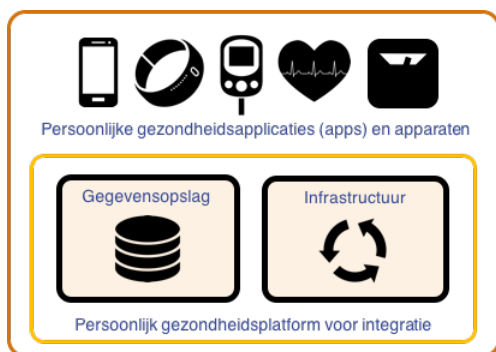 Persoonlijke gezondheidsapplicaties (apps) en apparaten
Gegevensopslag
Infrastructuur
Persoonlijk gezondheidsplatform voor integratie